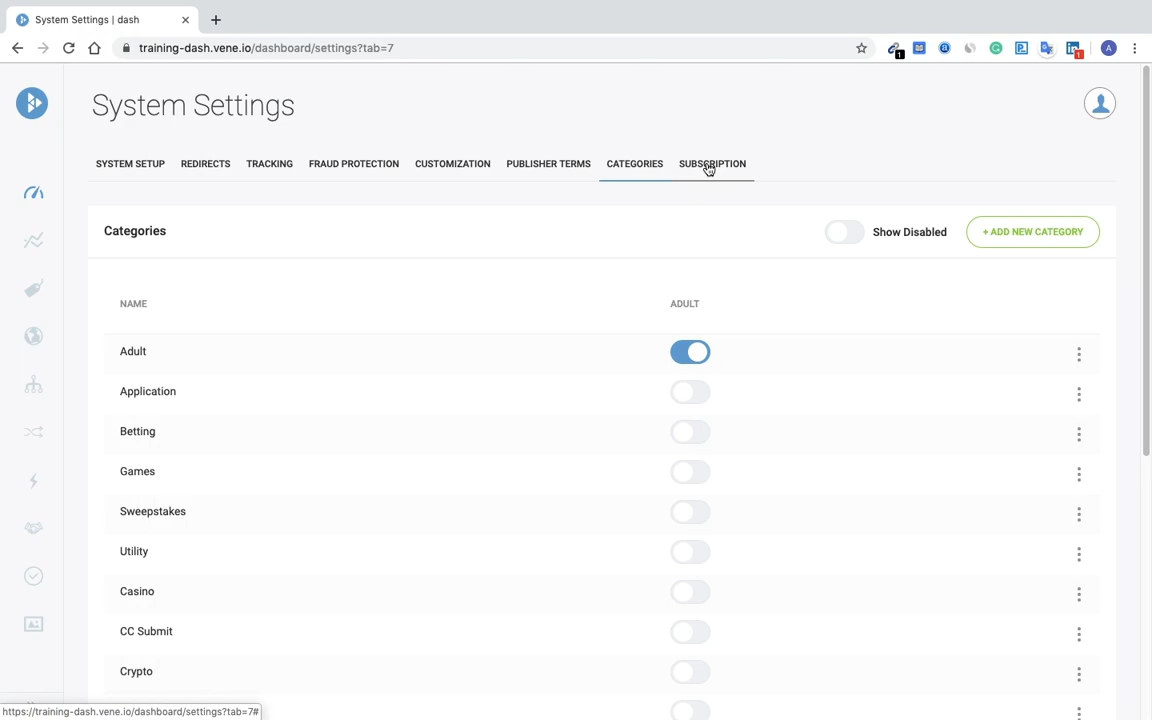 System Settings | dash
training-dash.vene.io/dashboard/settings?tab=7
1
1
A
System Settings
SYSTEM SETUP REDIRECTS TRACKING FRAUD PROTECTION CUSTOMIZATION PUBLISHER TERMS CATEGORIES SUBSCRIPTION
Categories Show Disabled + ADD NEW CATEGORY
NAME ADULT
Adult
Application
Betting
Games
Sweepstakes
Utility
Casino
CC Submit
Crypto
https://training-dash.vene.io/dashboard/settings?tab=7#